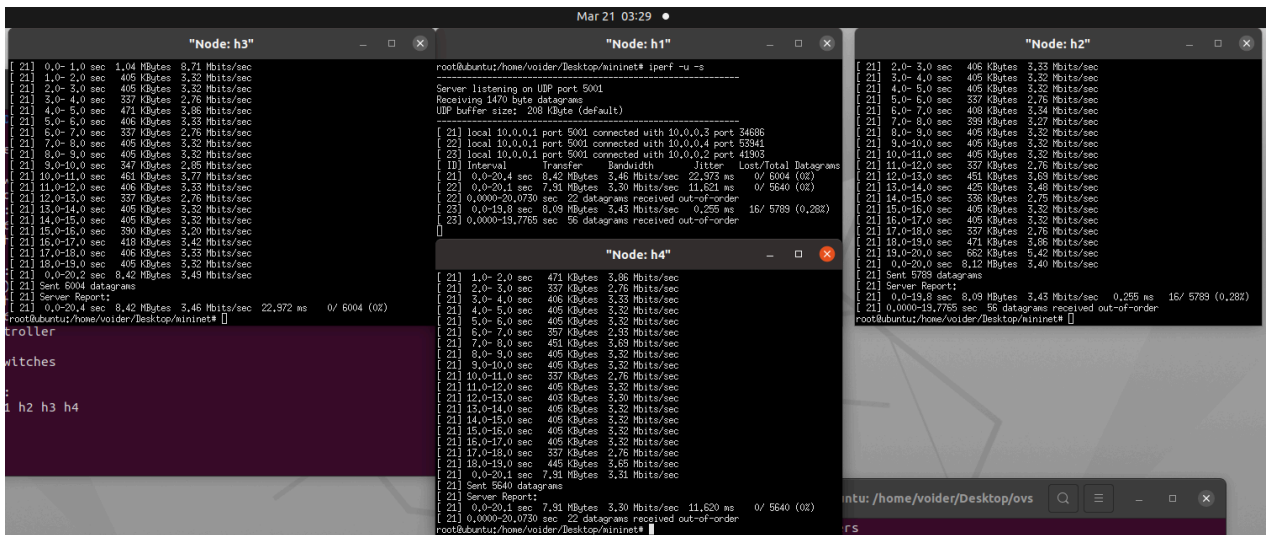 Mar 21 03:29
"Node: h3"
[ 21] 0.0- 1.0 sec 1.04 MBytes 8.71 Mbits/sec
[ 21] 1.0- 2.0 sec 405 KBytes 3.32 Mbits/sec
[ 21] 2.0- 3.0 sec 405 KBytes 3.32 Mbits/sec
[ 21] 3.0- 4.0 sec 337 KBytes 2.76 Mbits/sec
[ 21] 4.0- 5.0 sec 471 KBytes 3.86 Mbits/sec
[ 21] 5.0- 6.0 sec 406 KBytes 3.33 Mbits/sec
[ 21] 6.0- 7.0 sec 337 KBytes 2.76 Mbits/sec
[ 21] 7.0- 8.0 sec 405 KBytes 3.32 Mbits/sec
[ 21] 8.0- 9.0 sec 405 KBytes 3.32 Mbits/sec
[ 21] 9.0-10.0 sec 347 KBytes 2.85 Mbits/sec
[ 21] 10.0-11.0 sec 461 KBytes 3.77 Mbits/sec
[ 21] 11.0-12.0 sec 406 KBytes 3.33 Mbits/sec
[ 21] 12.0-13.0 sec 337 KBytes 2.76 Mbits/sec
[ 21] 13.0-14.0 sec 405 KBytes 3.32 Mbits/sec
[ 21] 14.0-15.0 sec 405 KBytes 3.32 Mbits/sec
[ 21] 15.0-16.0 sec 390 KBytes 3.20 Mbits/sec
[ 21] 16.0-17.0 sec 418 KBytes 3.42 Mbits/sec
[ 21] 17.0-18.0 sec 406 KBytes 3.33 Mbits/sec
[ 21] 18.0-19.0 sec 405 KBytes 3.32 Mbits/sec
[ 21] 0.0-20.2 sec 8.42 MBytes 3.49 Mbits/sec
[ 21] Sent 6004 datagrams
[ 21] Server Report:
[ 21] 0.0-20.4 sec 8.42 MBytes 3.46 Mbits/sec 22.972 ms 0/ 6004 (0%)
root@ubuntu:/home/voider/Desktop/mininet#
troller
witches
:
1 h2 h3 h4
"Node: h1"
root@ubuntu:/home/voider/Desktop/mininet# iperf -u -s
------------------------------------------------------------
Server listening on UDP port 5001
Receiving 1470 byte datagrams
UDP buffer size: 208 KByte (default)
------------------------------------------------------------
[ 21] local 10.0.0.1 port 5001 connected with 10.0.0.3 port 34686
[ 22] local 10.0.0.1 port 5001 connected with 10.0.0.4 port 53941
[ 23] local 10.0.0.1 port 5001 connected with 10.0.0.2 port 41903
[ ID] Interval Transfer Bandwidth Jitter Lost/Total Datagrams
[ 21] 0.0-20.4 sec 8.42 MBytes 3.46 Mbits/sec 22.973 ms 0/ 6004 (0%)
[ 22] 0.0-20.1 sec 7.91 MBytes 3.30 Mbits/sec 11.621 ms 0/ 5640 (0%)
[ 22] 0.0000-20.0730 sec 22 datagrams received out-of-order
[ 23] 0.0-19.8 sec 8.09 MBytes 3.43 Mbits/sec 0.255 ms 16/ 5789 (0.28%)
[ 23] 0.0000-19.7765 sec 56 datagrams received out-of-order
"Node: h4"
[ 21] 1.0- 2.0 sec 471 KBytes 3.86 Mbits/sec
[ 21] 2.0- 3.0 sec 337 KBytes 2.76 Mbits/sec
[ 21] 3.0- 4.0 sec 406 KBytes 3.33 Mbits/sec
[ 21] 4.0- 5.0 sec 405 KBytes 3.32 Mbits/sec
[ 21] 5.0- 6.0 sec 405 KBytes 3.32 Mbits/sec
[ 21] 6.0- 7.0 sec 357 KBytes 2.93 Mbits/sec
[ 21] 7.0- 8.0 sec 451 KBytes 3.69 Mbits/sec
[ 21] 8.0- 9.0 sec 405 KBytes 3.32 Mbits/sec
[ 21] 9.0-10.0 sec 405 KBytes 3.32 Mbits/sec
[ 21] 10.0-11.0 sec 337 KBytes 2.76 Mbits/sec
[ 21] 11.0-12.0 sec 405 KBytes 3.32 Mbits/sec
[ 21] 12.0-13.0 sec 403 KBytes 3.30 Mbits/sec
[ 21] 13.0-14.0 sec 405 KBytes 3.32 Mbits/sec
[ 21] 14.0-15.0 sec 405 KBytes 3.32 Mbits/sec
[ 21] 15.0-16.0 sec 405 KBytes 3.32 Mbits/sec
[ 21] 16.0-17.0 sec 405 KBytes 3.32 Mbits/sec
[ 21] 17.0-18.0 sec 337 KBytes 2.76 Mbits/sec
[ 21] 18.0-19.0 sec 445 KBytes 3.65 Mbits/sec
[ 21] 0.0-20.1 sec 7.91 MBytes 3.31 Mbits/sec
[ 21] Sent 5640 datagrams
[ 21] Server Report:
[ 21] 0.0-20.1 sec 7.91 MBytes 3.30 Mbits/sec 11.620 ms 0/ 5640 (0%)
[ 21] 0.0000-20.0730 sec 22 datagrams received out-of-order
root@ubuntu:/home/voider/Desktop/mininet#
"Node: h2"
[ 21] 2.0- 3.0 sec 406 KBytes 3.33 Mbits/sec
[ 21] 3.0- 4.0 sec 405 KBytes 3.32 Mbits/sec
[ 21] 4.0- 5.0 sec 405 KBytes 3.32 Mbits/sec
[ 21] 5.0- 6.0 sec 337 KBytes 2.76 Mbits/sec
[ 21] 6.0- 7.0 sec 408 KBytes 3.34 Mbits/sec
[ 21] 7.0- 8.0 sec 399 KBytes 3.27 Mbits/sec
[ 21] 8.0- 9.0 sec 405 KBytes 3.32 Mbits/sec
[ 21] 9.0-10.0 sec 405 KBytes 3.32 Mbits/sec
[ 21] 10.0-11.0 sec 405 KBytes 3.32 Mbits/sec
[ 21] 11.0-12.0 sec 337 KBytes 2.76 Mbits/sec
[ 21] 12.0-13.0 sec 451 KBytes 3.69 Mbits/sec
[ 21] 13.0-14.0 sec 425 KBytes 3.48 Mbits/sec
[ 21] 14.0-15.0 sec 336 KBytes 2.75 Mbits/sec
[ 21] 15.0-16.0 sec 405 KBytes 3.32 Mbits/sec
[ 21] 16.0-17.0 sec 405 KBytes 3.32 Mbits/sec
[ 21] 17.0-18.0 sec 337 KBytes 2.76 Mbits/sec
[ 21] 18.0-19.0 sec 471 KBytes 3.86 Mbits/sec
[ 21] 19.0-20.0 sec 662 KBytes 5.42 Mbits/sec
[ 21] 0.0-20.0 sec 8.12 MBytes 3.40 Mbits/sec
[ 21] Sent 5789 datagrams
[ 21] Server Report:
[ 21] 0.0-19.8 sec 8.09 MBytes 3.43 Mbits/sec 0.255 ms 16/ 5789 (0.28%)
[ 21] 0.0000-19.7765 sec 56 datagrams received out-of-order
root@ubuntu:/home/voider/Desktop/mininet#
ntu: /home/voider/Desktop/ovs
rs